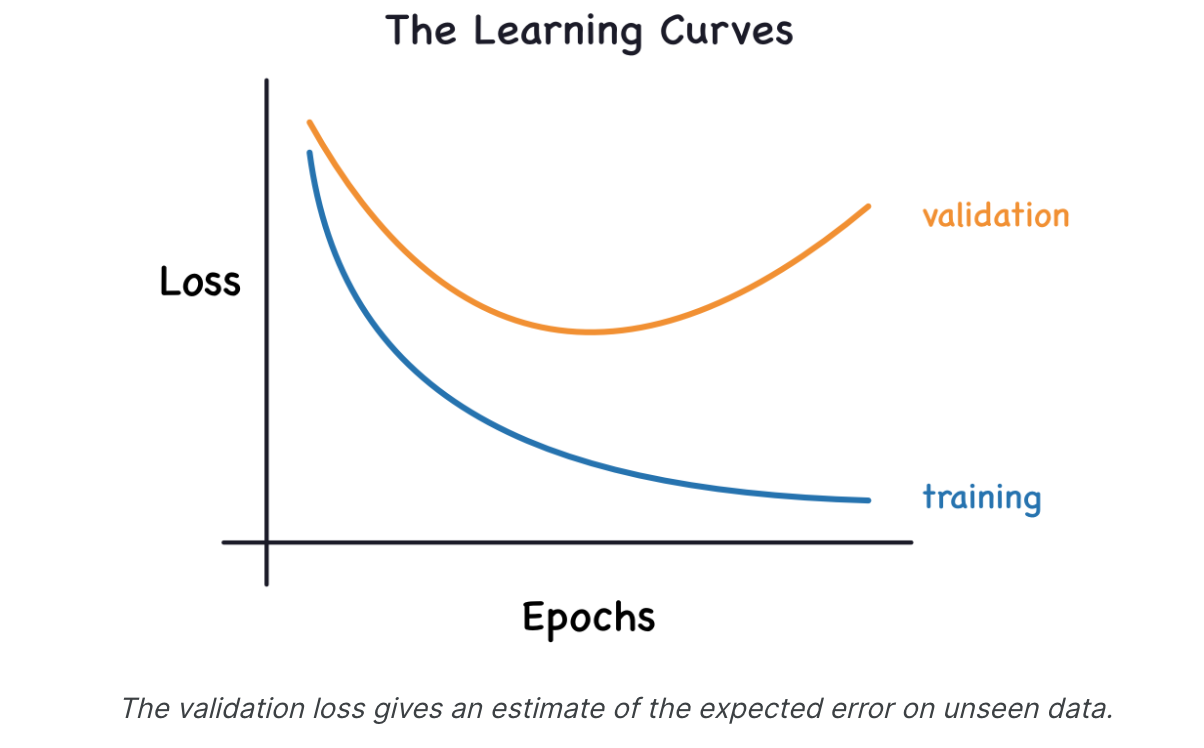 The Learning Curves
validation
Loss
training
Epochs
The validation loss gives an estimate of the expected error on unseen data.